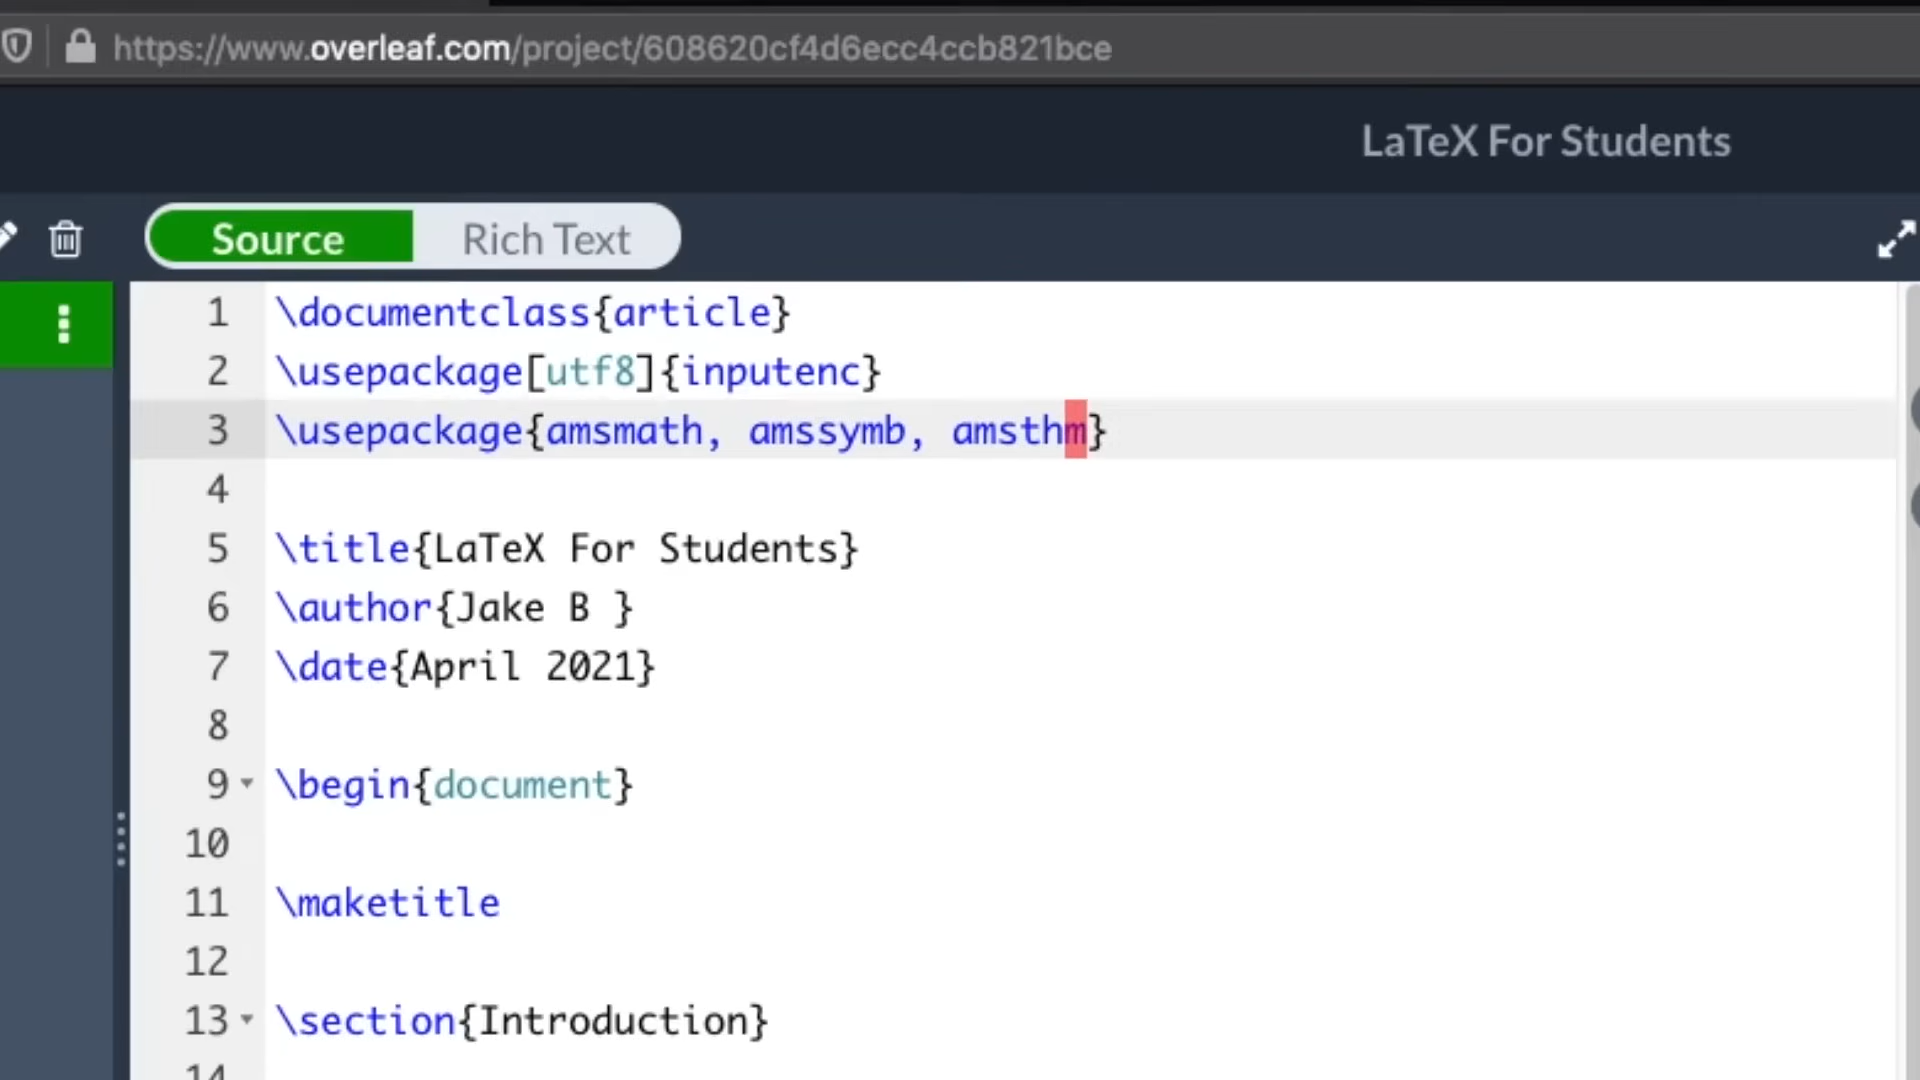 https://www.overleaf.com/project/608620cf4d6ecc4ccb821bce
LaTeX For Students
Source Rich Text
1 \documentclass{article}
2 \usepackage[utf8]{inputenc}
3 \usepackage{amsmath, amssymb, amsthm}
4
5 \title{LaTeX For Students}
6 \author{Jake B }
7 \date{April 2021}
8
9 \begin{document}
10
11 \maketitle
12
13 \section{Introduction}
14